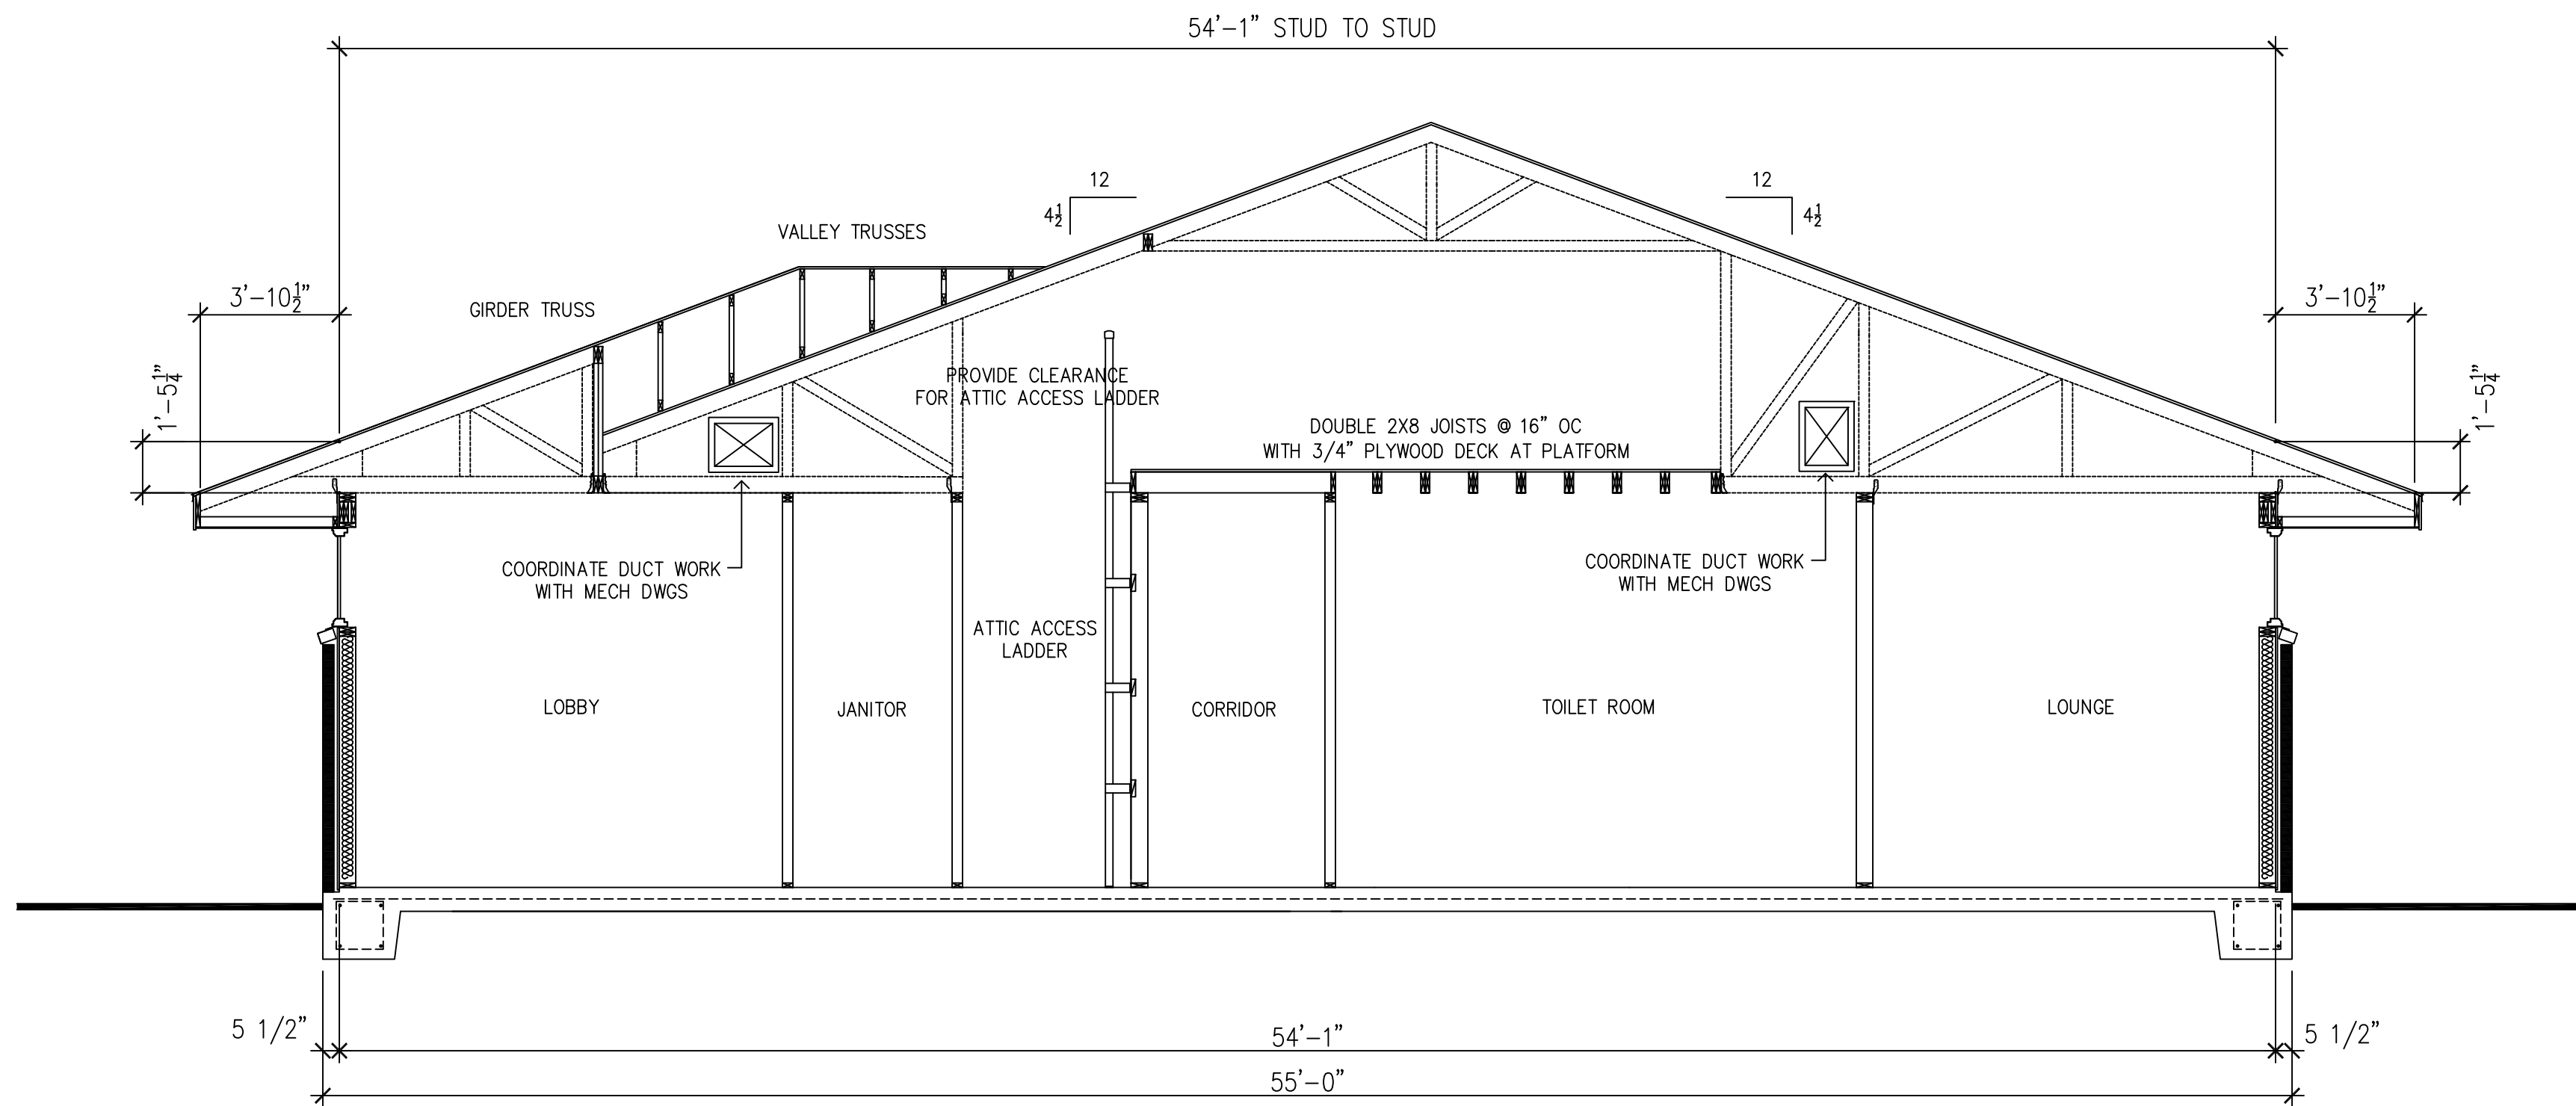 54’-1” STUD TO STUD
12
4½
12
4½
VALLEY TRUSSES
3’-10½”
GIRDER TRUSS
3’-10½”
1’-5¼”
PROVIDE CLEARANCE
FOR ATTIC ACCESS LADDER
1’-5¼”
DOUBLE 2X8 JOISTS @ 16” OC
WITH 3/4” PLYWOOD DECK AT PLATFORM
COORDINATE DUCT WORK
WITH MECH DWGS
COORDINATE DUCT WORK
WITH MECH DWGS
ATTIC ACCESS
LADDER
LOBBY
JANITOR
CORRIDOR
TOILET ROOM
LOUNGE
5 1/2”
54’-1”
5 1/2”
55’-0”